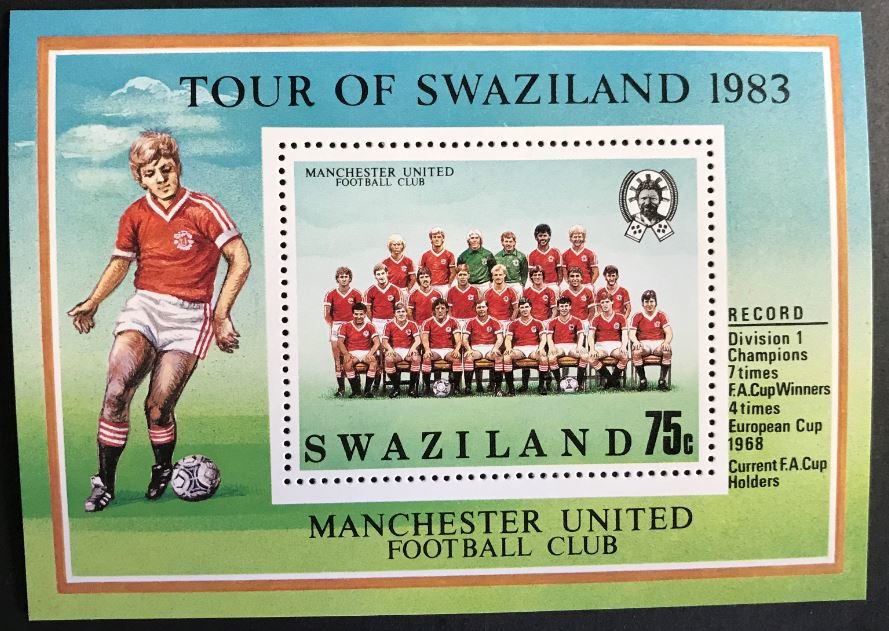 TOUR OF SWAZILAND 1983
MANCHESTER UNITED
FOOTBALL CLUB
SWAZILAND 75c
RECORD
Division 1
Champions
7 times
F.A.Cup Winners
4 times
European Cup
1968
Current F.A.Cup
Holders
MANCHESTER UNITED
FOOTBALL CLUB